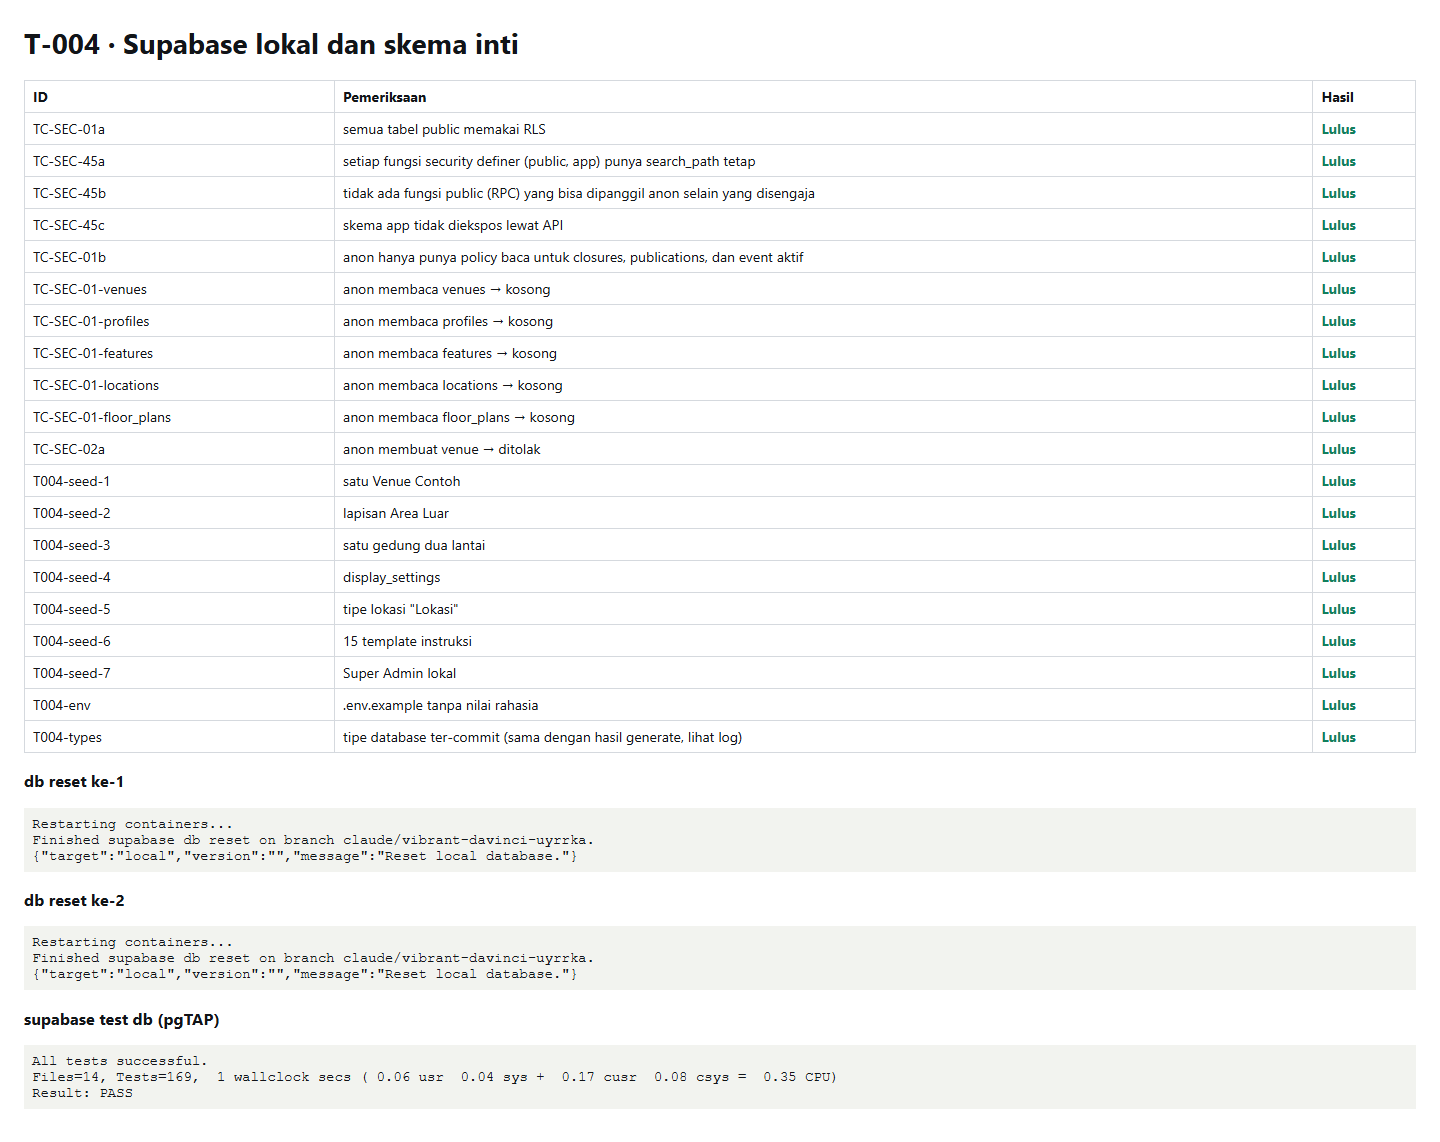 T-004 · Supabase lokal dan skema inti
ID Pemeriksaan Hasil
TC-SEC-01a semua tabel public memakai RLS Lulus
TC-SEC-45a setiap fungsi security definer (public, app) punya search_path tetap Lulus
TC-SEC-45b tidak ada fungsi public (RPC) yang bisa dipanggil anon selain yang disengaja Lulus
TC-SEC-45c skema app tidak diekspos lewat API Lulus
TC-SEC-01b anon hanya punya policy baca untuk closures, publications, dan event aktif Lulus
TC-SEC-01-venues anon membaca venues → kosong Lulus
TC-SEC-01-profiles anon membaca profiles → kosong Lulus
TC-SEC-01-features anon membaca features → kosong Lulus
TC-SEC-01-locations anon membaca locations → kosong Lulus
TC-SEC-01-floor_plans anon membaca floor_plans → kosong Lulus
TC-SEC-02a anon membuat venue → ditolak Lulus
T004-seed-1 satu Venue Contoh Lulus
T004-seed-2 lapisan Area Luar Lulus
T004-seed-3 satu gedung dua lantai Lulus
T004-seed-4 display_settings Lulus
T004-seed-5 tipe lokasi "Lokasi" Lulus
T004-seed-6 15 template instruksi Lulus
T004-seed-7 Super Admin lokal Lulus
T004-env .env.example tanpa nilai rahasia Lulus
T004-types tipe database ter-commit (sama dengan hasil generate, lihat log) Lulus
db reset ke-1
Restarting containers...
Finished supabase db reset on branch claude/vibrant-davinci-uyrrka.
{"target":"local","version":"","message":"Reset local database."}
db reset ke-2
Restarting containers...
Finished supabase db reset on branch claude/vibrant-davinci-uyrrka.
{"target":"local","version":"","message":"Reset local database."}
supabase test db (pgTAP)
All tests successful.
Files=14, Tests=169,  1 wallclock secs ( 0.06 usr  0.04 sys +  0.17 cusr  0.08 csys =  0.35 CPU)
Result: PASS